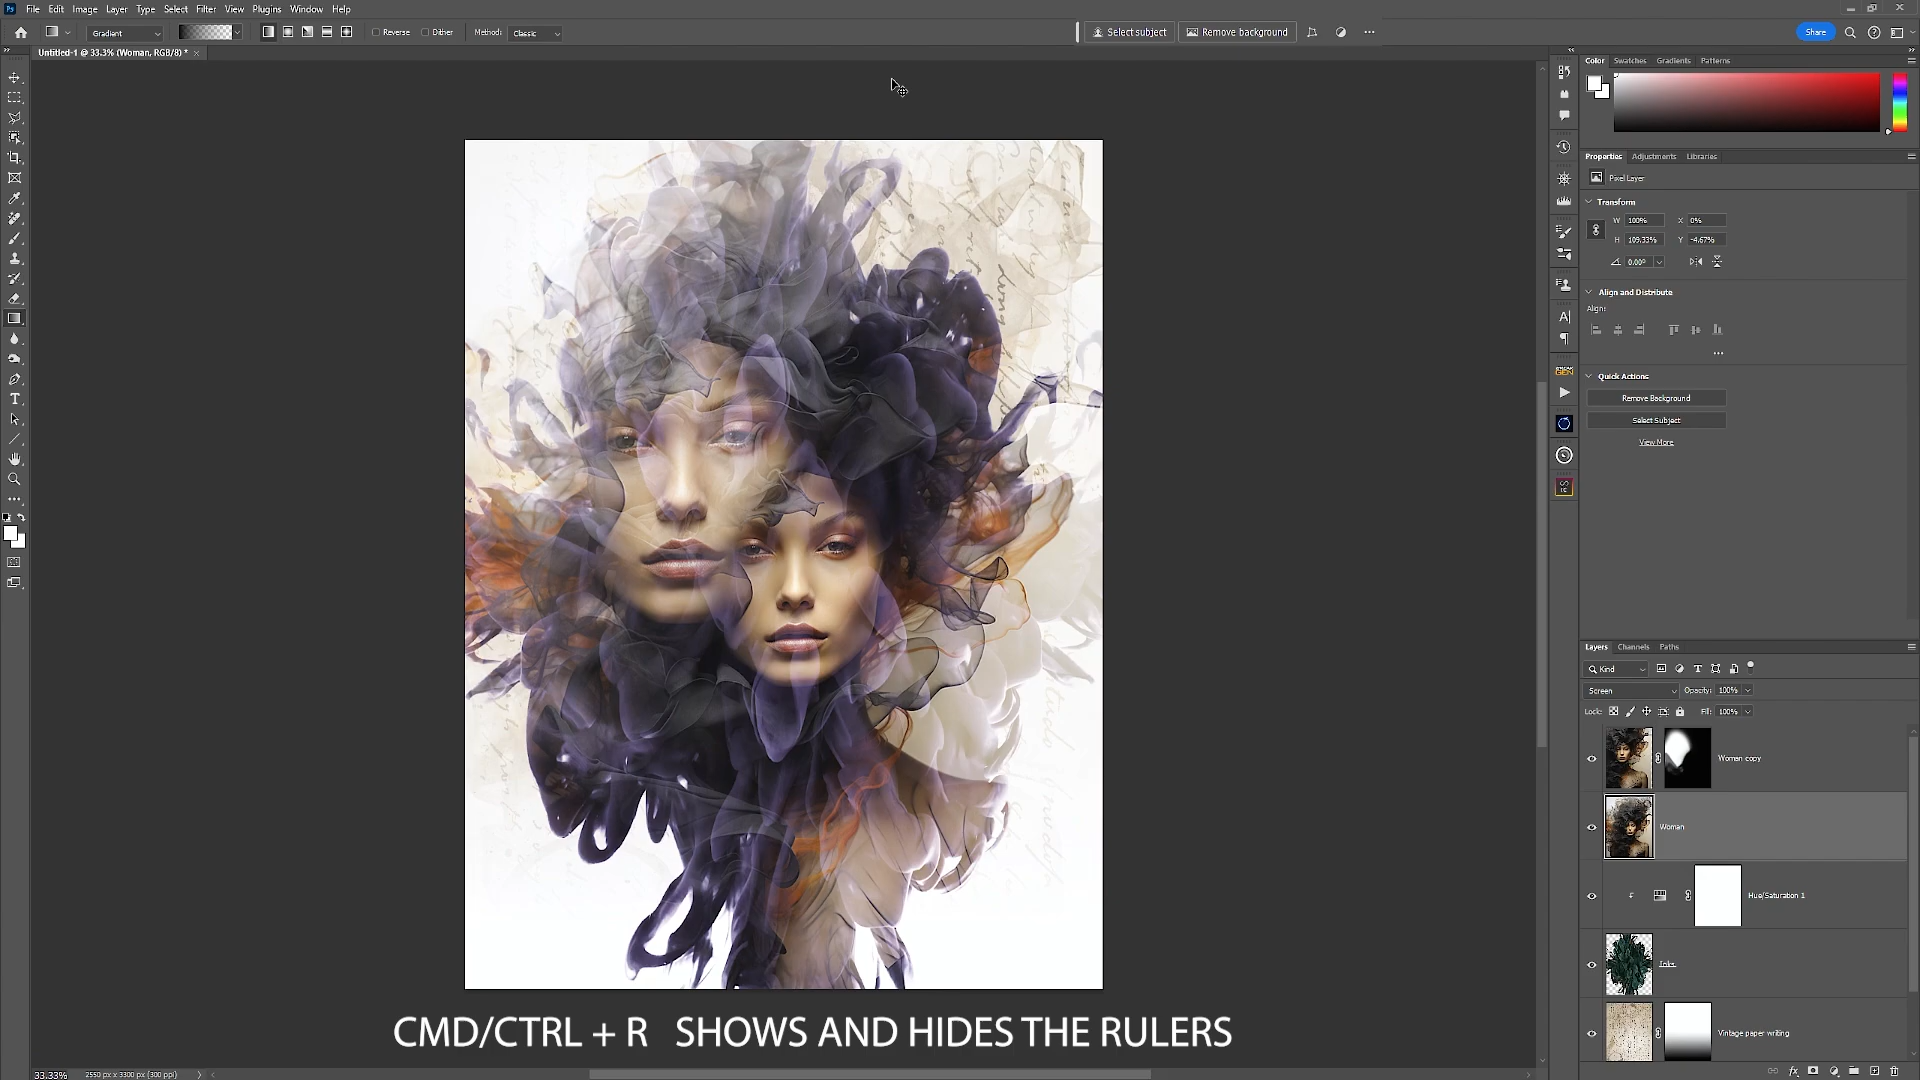 Ps File Edit Image Layer Type Select Filter View Plugins Window Help
Gradient Reverse Dither Method: Classic Select subject Remove background Share
Untitled-1 @ 33.3% (Woman, RGB/8) *
Color Swatches Gradients Patterns
Properties Adjustments Libraries
Pixel Layer
Transform
W 100% X 0%
H 109.33% Y -4.67%
0.00°
Align and Distribute
Align:
Quick Actions
Remove Background
Select Subject
View More
Layers Channels Paths
Kind
Screen Opacity: 100%
Lock: Fill: 100%
Woman copy
Woman
Hue/Saturation 1
Inks
Vintage paper writing
CMD/CTRL + R SHOWS AND HIDES THE RULERS
33.33% 2550 px x 3300 px (300 ppi)